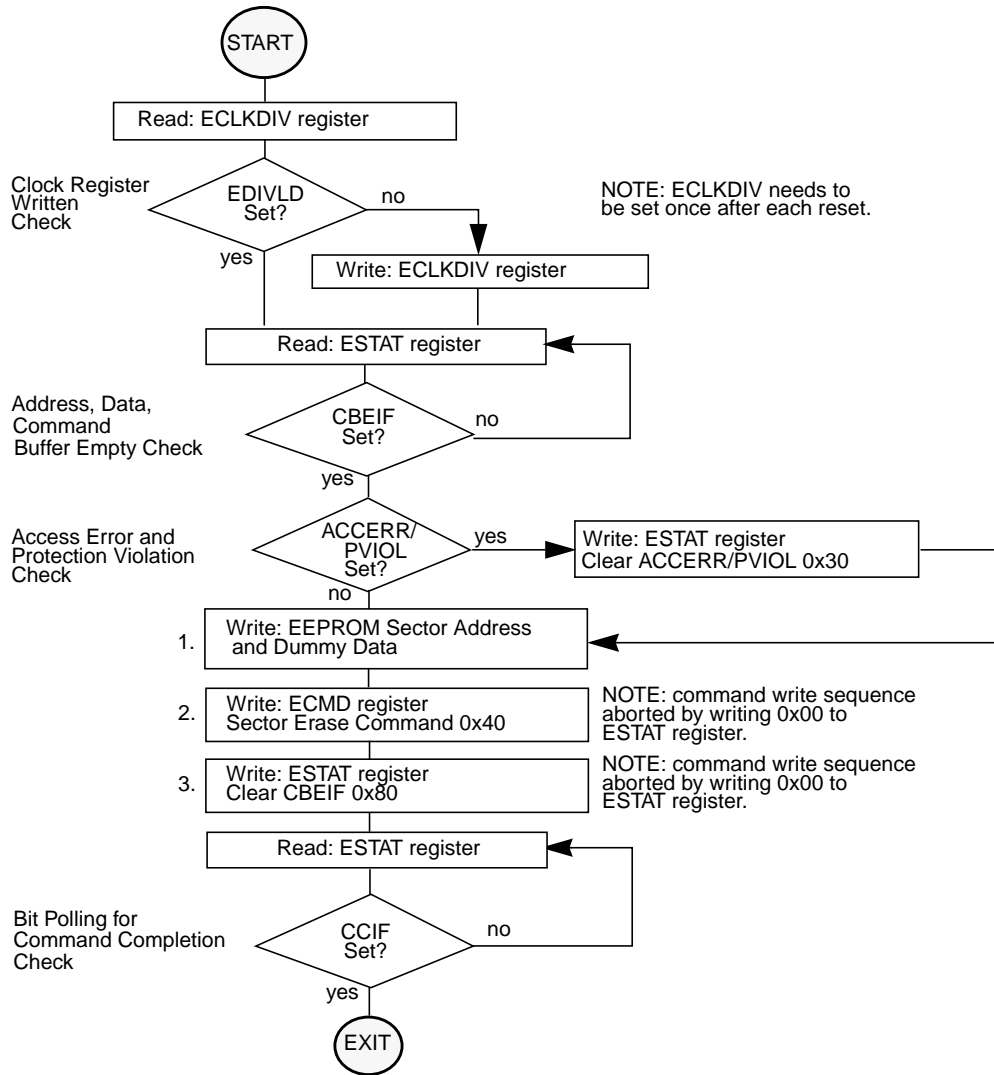 START
Read: ECLKDIV register
Clock Register
Written
Check
EDIVLD
Set?
no
yes
NOTE: ECLKDIV needs to
be set once after each reset.
Write: ECLKDIV register
Read: ESTAT register
Address, Data,
Command
Buffer Empty Check
CBEIF
Set?
no
yes
Access Error and
Protection Violation
Check
ACCERR/
PVIOL
Set?
yes
no
Write: ESTAT register
Clear ACCERR/PVIOL 0x30
1.
Write: EEPROM Sector Address
and Dummy Data
2.
Write: ECMD register
Sector Erase Command 0x40
NOTE: command write sequence
aborted by writing 0x00 to
ESTAT register.
3.
Write: ESTAT register
Clear CBEIF 0x80
NOTE: command write sequence
aborted by writing 0x00 to
ESTAT register.
Read: ESTAT register
Bit Polling for
Command Completion
Check
CCIF
Set?
no
yes
EXIT